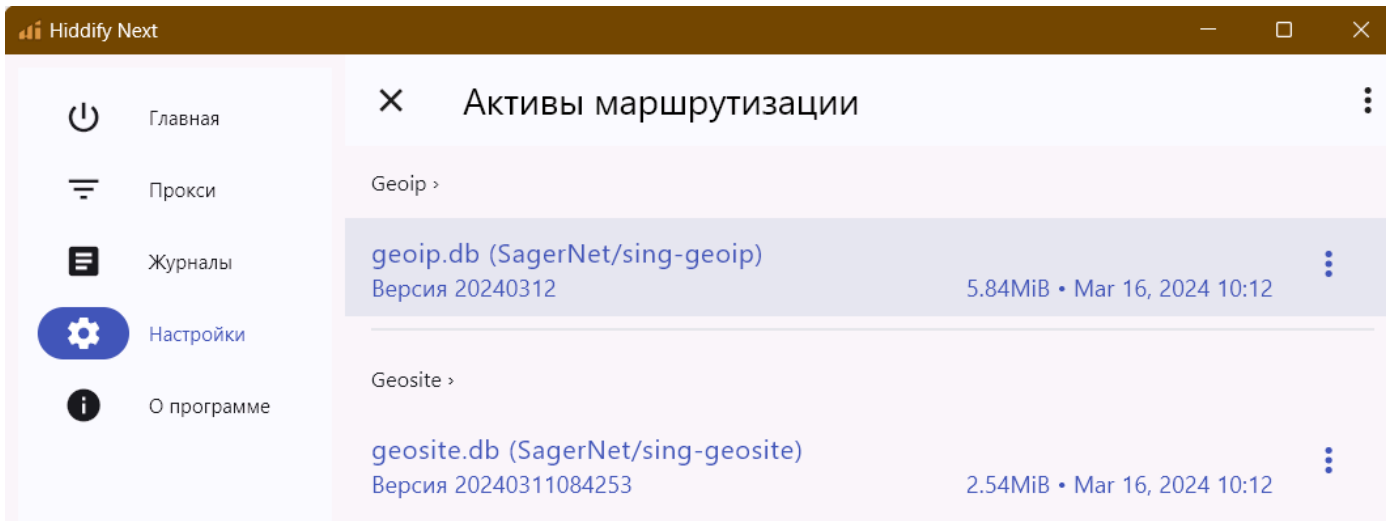 Hiddify Next
Главная
Прокси
Журналы
Настройки
О программе
Активы маршрутизации
Geoip ›
geoip.db (SagerNet/sing-geoip)
Версия 20240312 5.84MiB • Mar 16, 2024 10:12
Geosite ›
geosite.db (SagerNet/sing-geosite)
Версия 20240311084253 2.54MiB • Mar 16, 2024 10:12